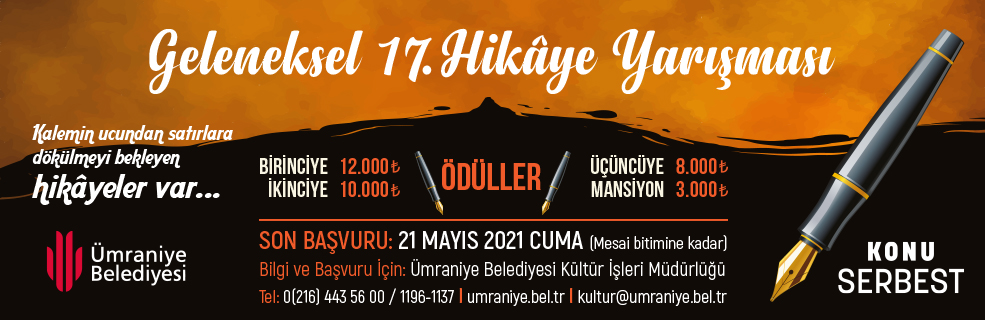 Geleneksel 17. Hikâye Yarışması
Kalemin ucundan satırlara
dökülmeyi bekleyen
hikâyeler var...
BİRİNCİYE 12.000₺
İKİNCİYE 10.000₺
ÖDÜLLER
ÜÇÜNCÜYE 8.000₺
MANSİYON 3.000₺
SON BAŞVURU: 21 MAYIS 2021 CUMA (Mesai bitimine kadar)
Bilgi ve Başvuru İçin: Ümraniye Belediyesi Kültür İşleri Müdürlüğü
Tel: 0(216) 443 56 00 / 1196-1137 | umraniye.bel.tr | kultur@umraniye.bel.tr
Ümraniye
Belediyesi
KONU
SERBEST